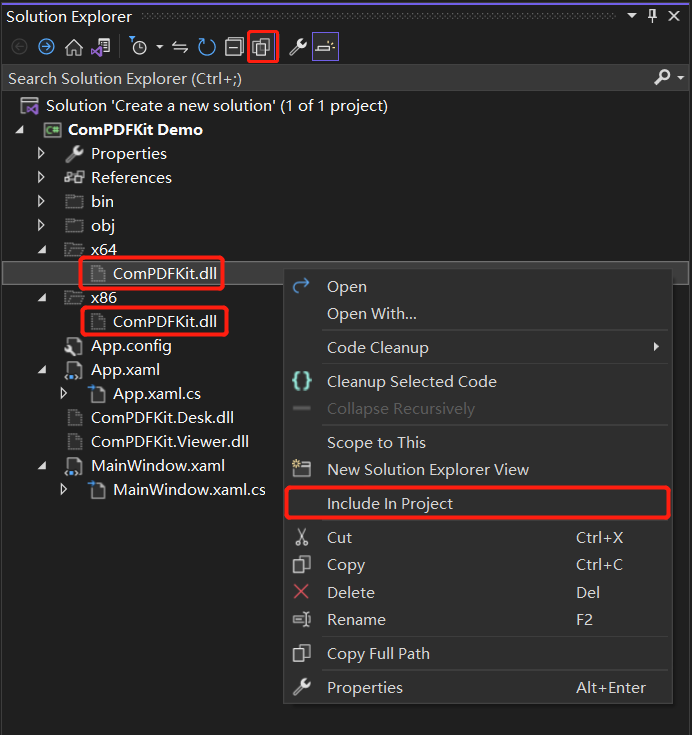 Solution Explorer
Search Solution Explorer (Ctrl+;)
Solution 'Create a new solution' (1 of 1 project)
ComPDFKit Demo
Properties
References
bin
obj
x64
ComPDFKit.dll
x86
ComPDFKit.dll
App.config
App.xaml
App.xaml.cs
ComPDFKit.Desk.dll
ComPDFKit.Viewer.dll
MainWindow.xaml
MainWindow.xaml.cs
Open
Open With...
Code Cleanup
Cleanup Selected Code
Collapse Recursively
Scope to This
New Solution Explorer View
Include In Project
Cut Ctrl+X
Copy Ctrl+C
Delete Del
Rename F2
Copy Full Path
Properties Alt+Enter